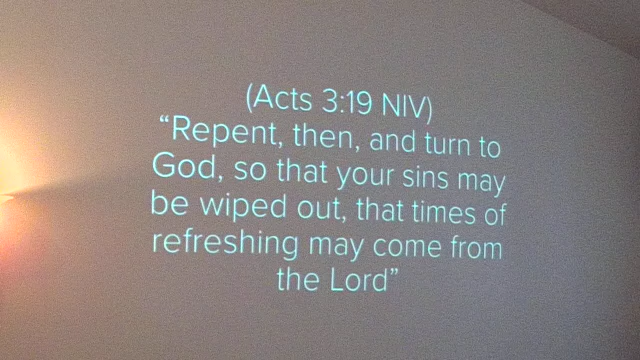 (Acts 3:19 NIV)
“Repent, then, and turn to
God, so that your sins may
be wiped out, that times of
refreshing may come from
the Lord”